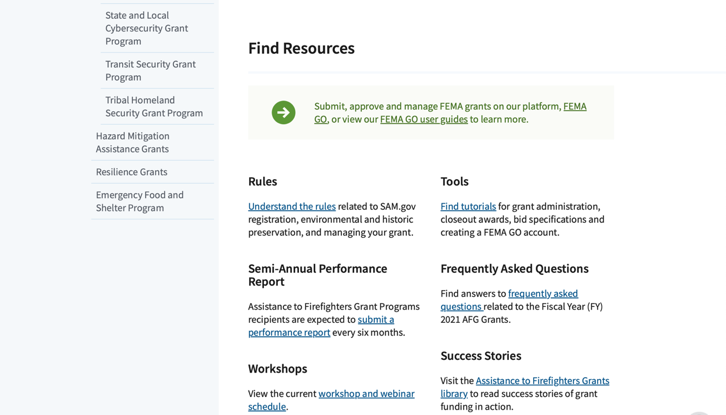 State and Local
Cybersecurity Grant
Program
Transit Security Grant
Program
Tribal Homeland
Security Grant Program
Hazard Mitigation
Assistance Grants
Resilience Grants
Emergency Food and
Shelter Program
Find Resources
Submit, approve and manage FEMA grants on our platform, FEMA
GO, or view our FEMA GO user guides to learn more.
Rules
Understand the rules related to SAM.gov
registration, environmental and historic
preservation, and managing your grant.
Semi-Annual Performance
Report
Assistance to Firefighters Grant Programs
recipients are expected to submit a
performance report every six months.
Workshops
View the current workshop and webinar
schedule.
Tools
Find tutorials for grant administration,
closeout awards, bid specifications and
creating a FEMA GO account.
Frequently Asked Questions
Find answers to frequently asked
questions related to the Fiscal Year (FY)
2021 AFG Grants.
Success Stories
Visit the Assistance to Firefighters Grants
library to read success stories of grant
funding in action.